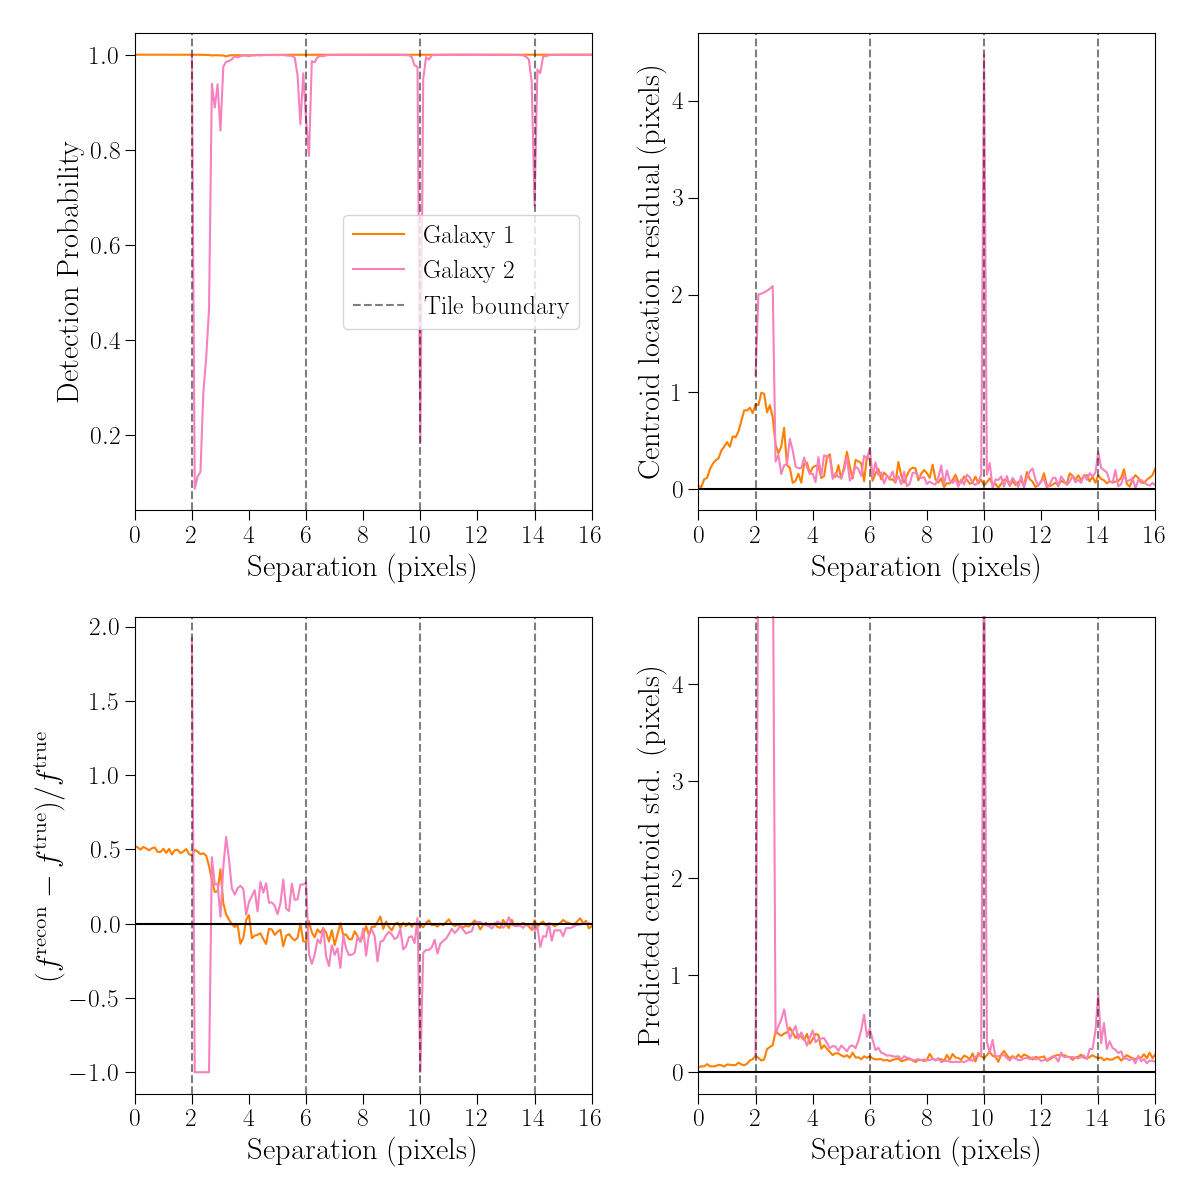 1.0
0.8
0.6
0.4
0.2
Detection Probability
Galaxy 1
Galaxy 2
Tile boundary
0 2 4 6 8 10 12 14 16
Separation (pixels)
4
3
2
1
0
Centroid location residual (pixels)
0 2 4 6 8 10 12 14 16
Separation (pixels)
2.0
1.5
1.0
0.5
0.0
−0.5
−1.0
(f^recon − f^true)/f^true
0 2 4 6 8 10 12 14 16
Separation (pixels)
4
3
2
1
0
Predicted centroid std. (pixels)
0 2 4 6 8 10 12 14 16
Separation (pixels)